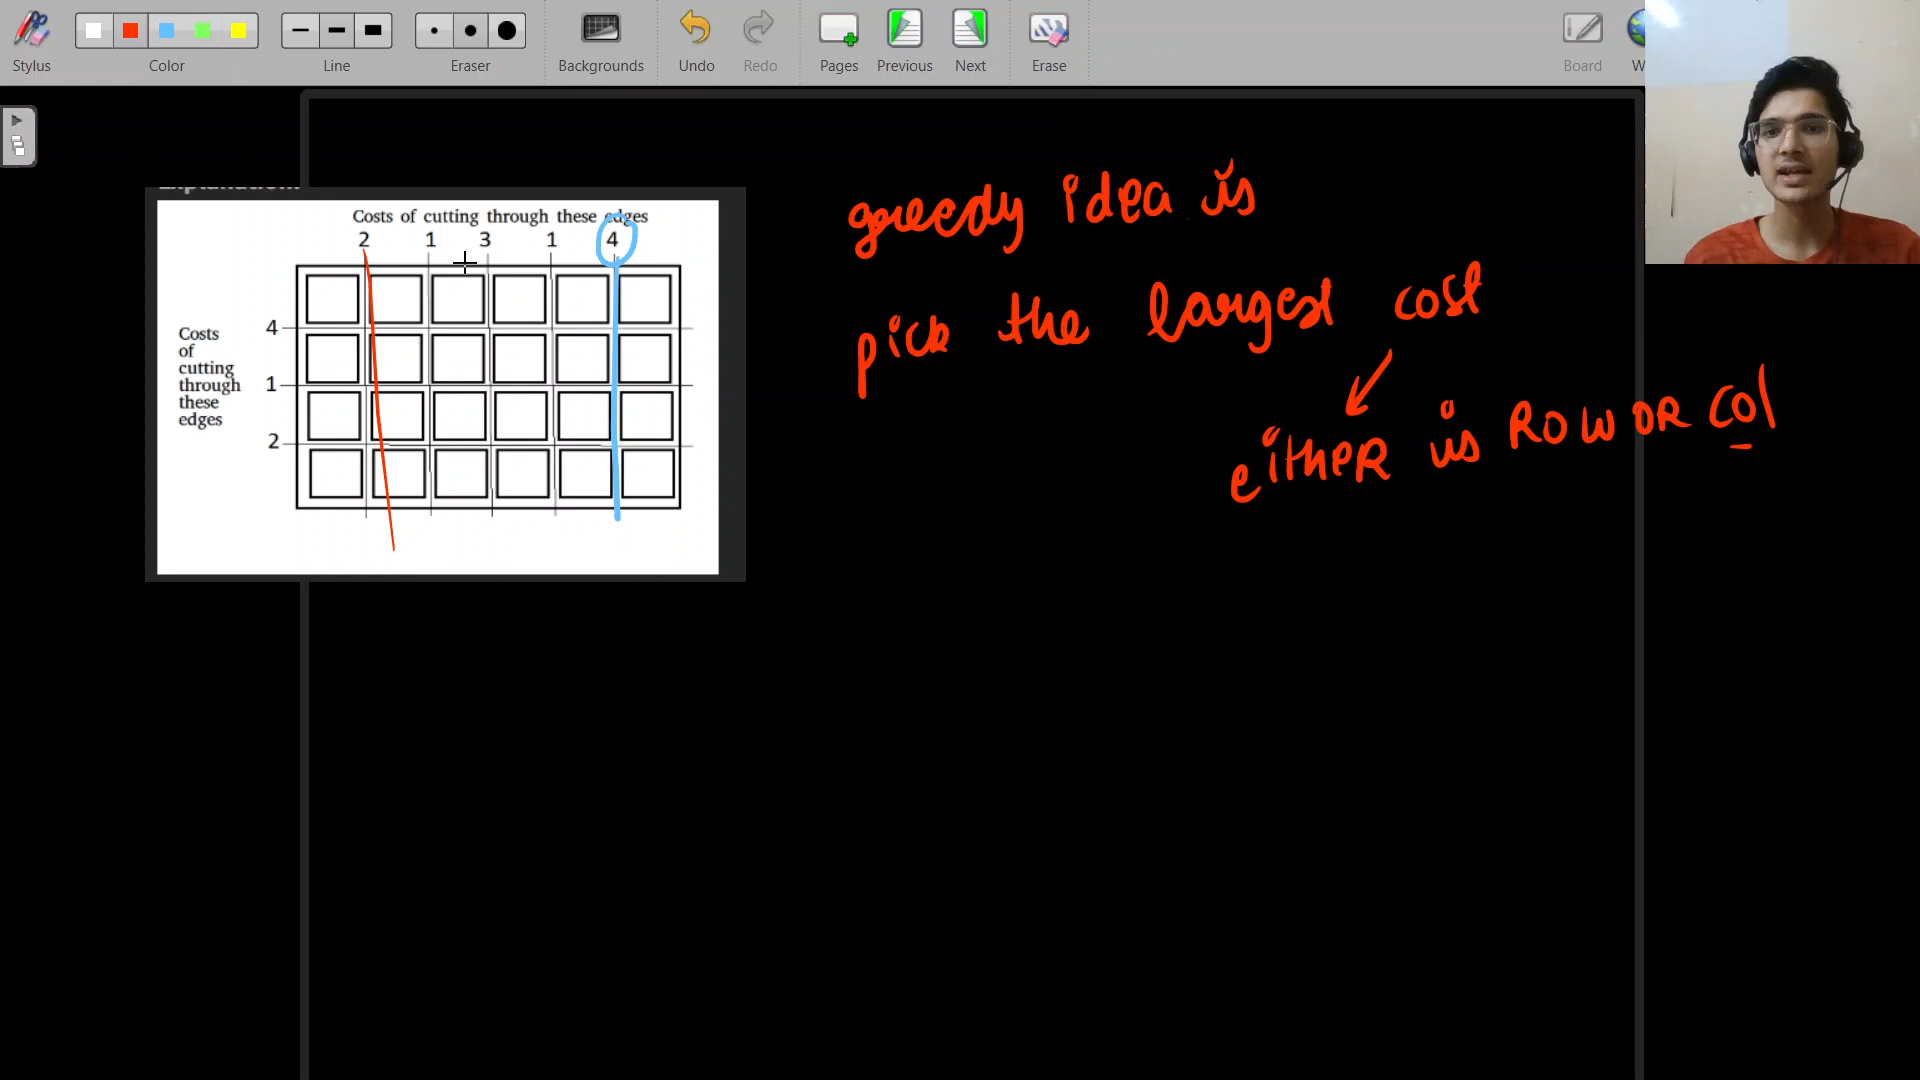 Stylus
Color
Line
Eraser
Backgrounds
Undo
Redo
Pages
Previous
Next
Erase
Board
Costs of cutting through these edges
2 1 3 1 4
Costs
of
cutting
through
these
edges
4
1
2
greedy idea is
pick the largest cost
either is ROW OR COl